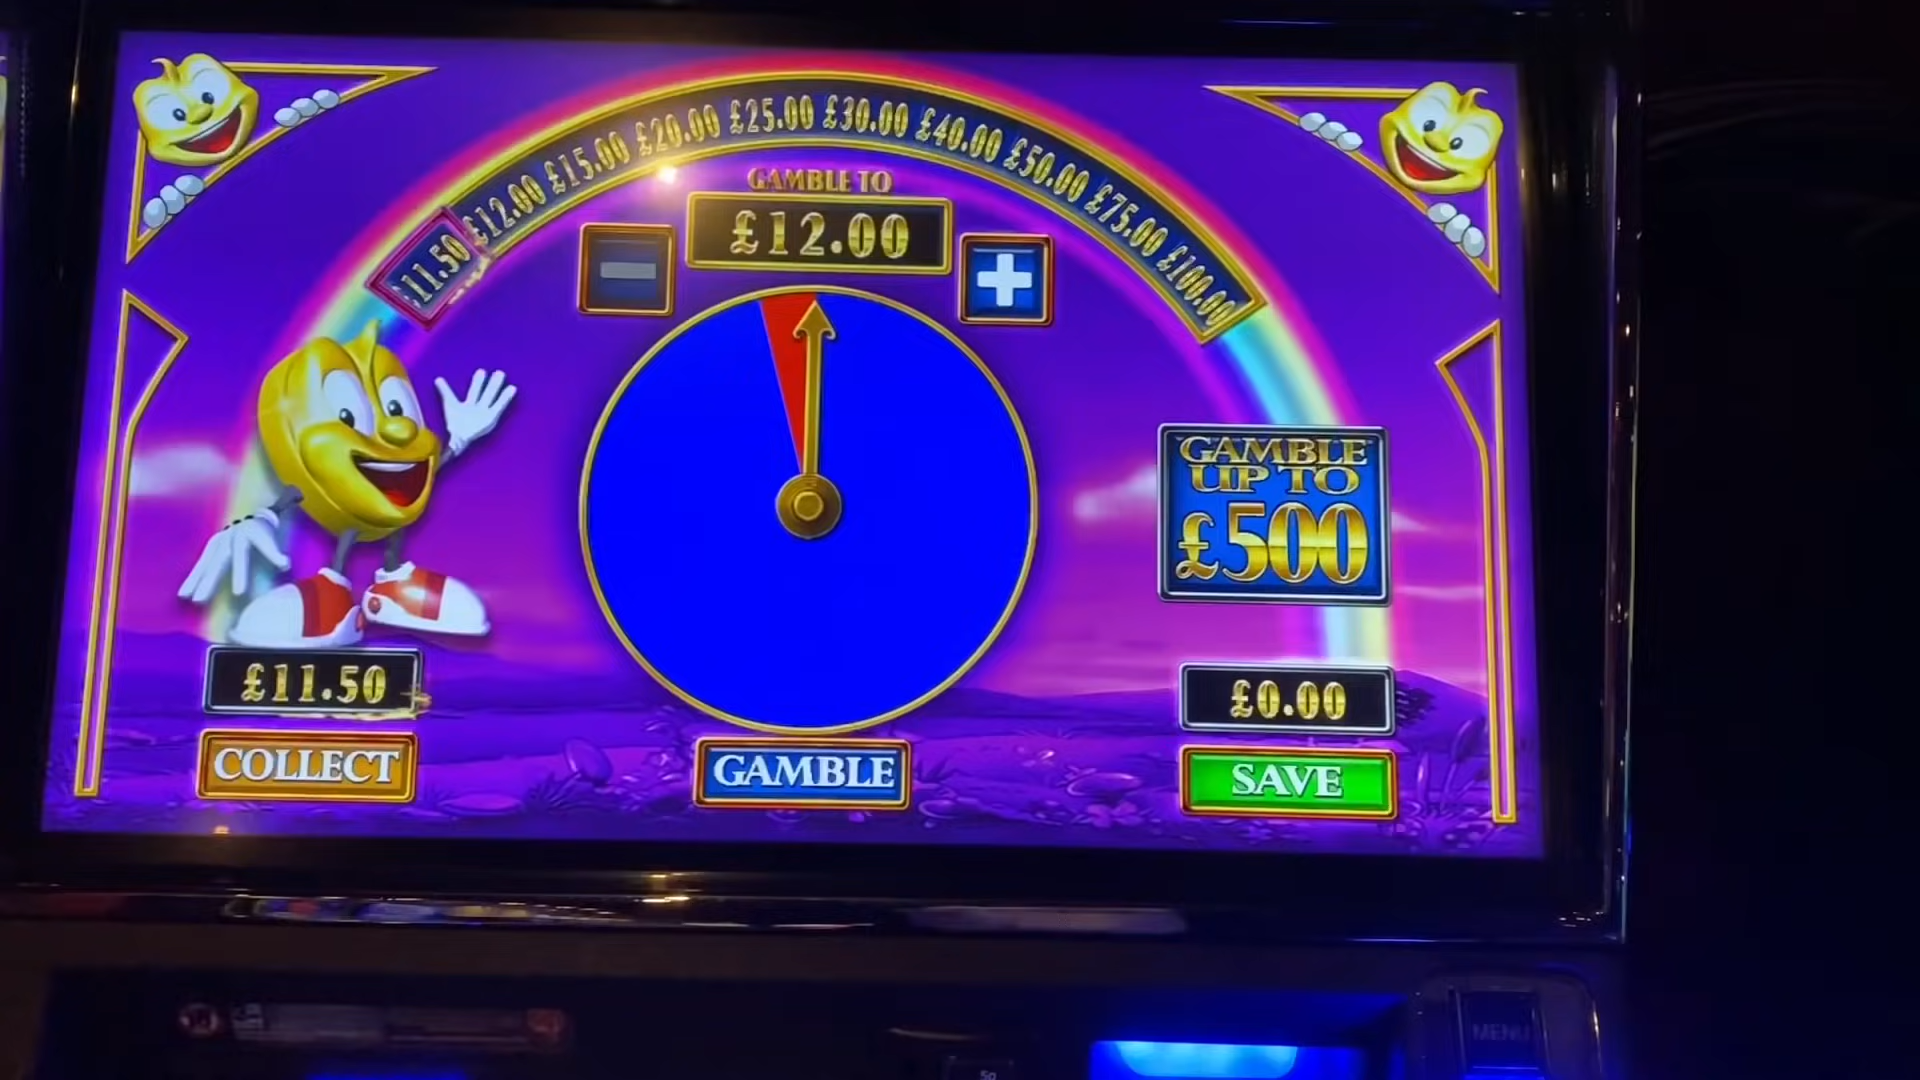 £11.50 £12.00 £15.00 £20.00 £25.00 £30.00 £40.00 £50.00 £75.00 £100.00
GAMBLE TO
£12.00
GAMBLE
UP TO
£500
£11.50
£0.00
COLLECT
GAMBLE
SAVE
MENU